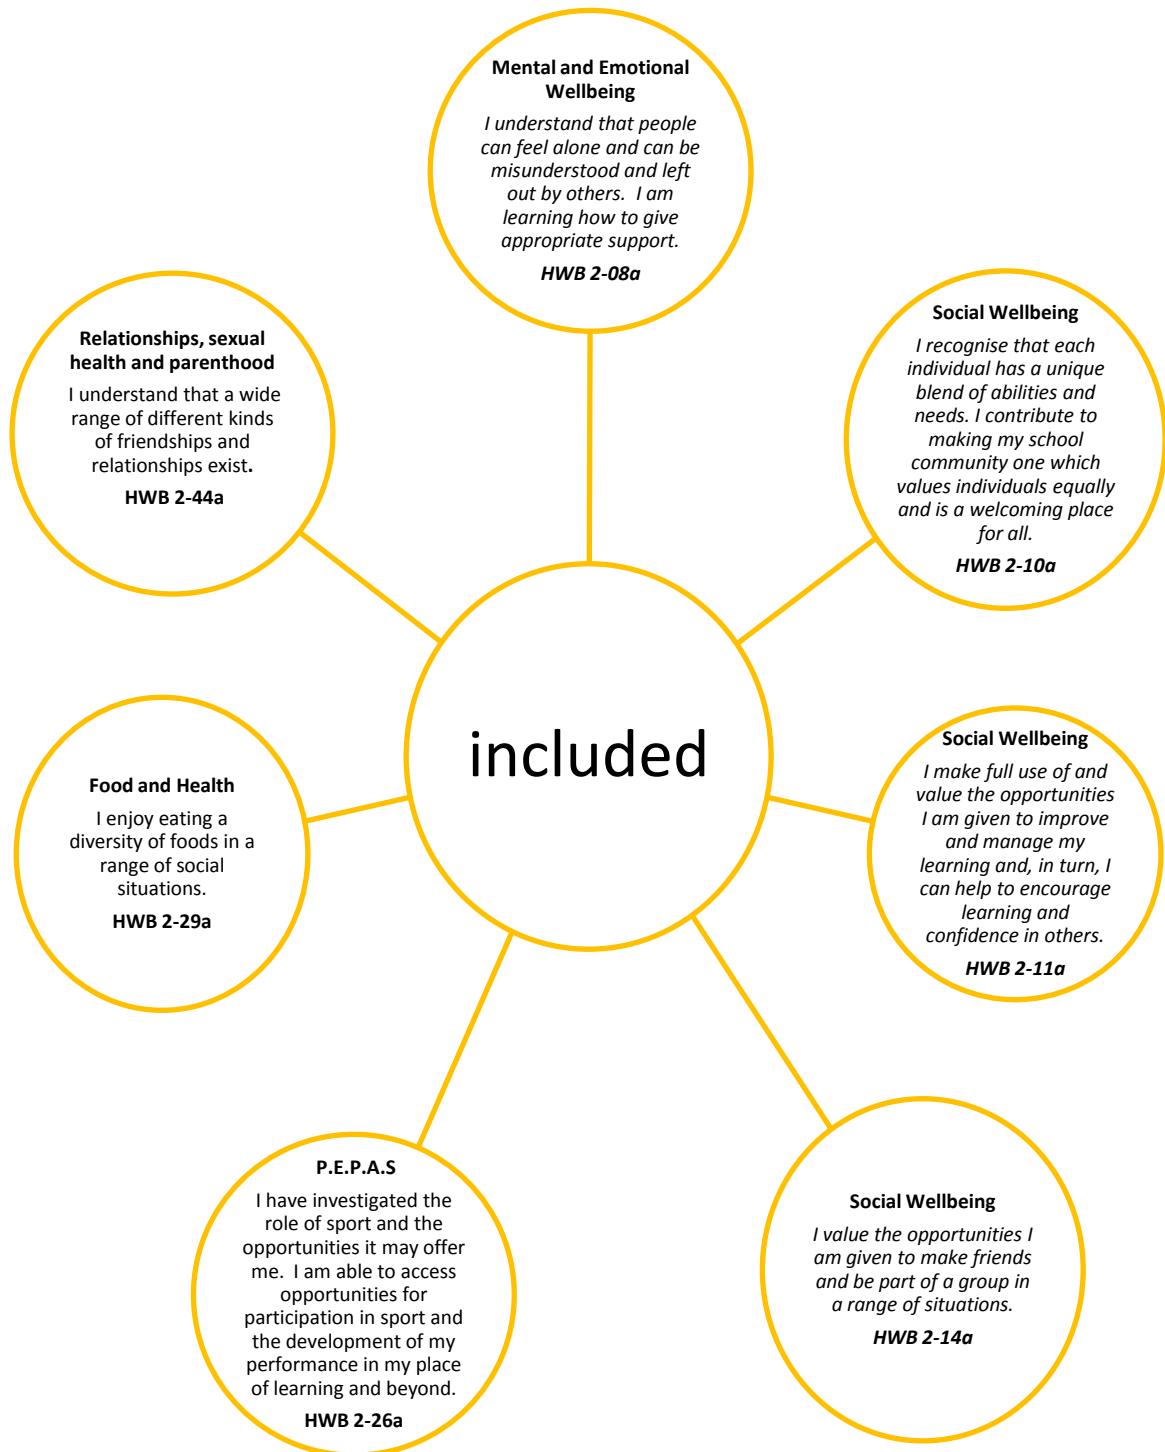 Mental and Emotional
Wellbeing
I understand that people
can feel alone and can be
misunderstood and left
out by others.  I am
learning how to give
appropriate support.
HWB 2-08a
Social Wellbeing
I recognise that each
individual has a unique
blend of abilities and
needs. I contribute to
making my school
community one which
values individuals equally
and is a welcoming place
for all.
HWB 2-10a
Relationships, sexual
health and parenthood
I understand that a wide
range of different kinds
of friendships and
relationships exist.
HWB 2-44a
included
Social Wellbeing
I make full use of and
value the opportunities
I am given to improve
and manage my
learning and, in turn, I
can help to encourage
learning and
confidence in others.
HWB 2-11a
Food and Health
I enjoy eating a
diversity of foods in a
range of social
situations.
HWB 2-29a
P.E.P.A.S
I have investigated the
role of sport and the
opportunities it may offer
me.  I am able to access
opportunities for
participation in sport and
the development of my
performance in my place
of learning and beyond.
HWB 2-26a
Social Wellbeing
I value the opportunities I
am given to make friends
and be part of a group in
a range of situations.
HWB 2-14a